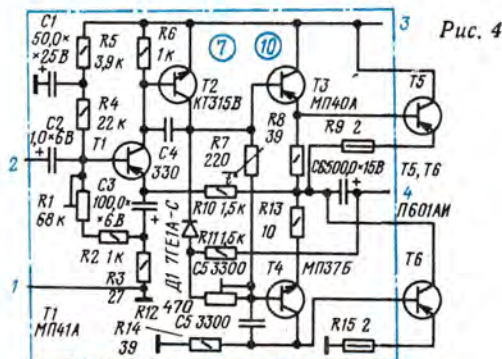 Рис. 4
C1
50,0×
×25В
R5
3,9к
R6
1к
7
10
3
T2
КТ315В
T3
МП40А
T5
C2
1,0×6В
R4
22к
T1
C4
330
R7
220
R8
39
R9 2
C6500,0×15В
T5, T6
2
4
R1
68к
C3
100,0×
×6В
R10 1,5к
R13
10
П601АИ
R2 1к
R11 1,5к
Д1 7ГЕ1А-С
C5 3300
T4
МП37Б
T6
1
R3
27
T1
МП41А
R12
470
R14
39
C5 3300
R15 2